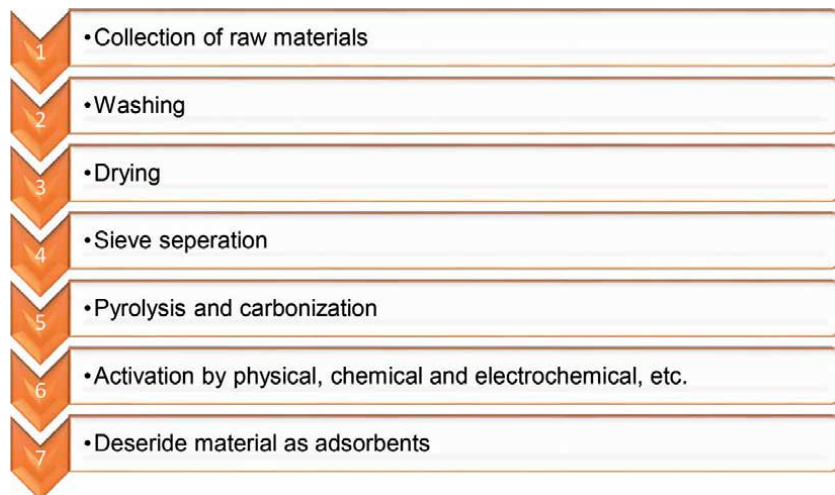 1 •Collection of raw materials
2 •Washing
3 •Drying
4 •Sieve seperation
5 •Pyrolysis and carbonization
6 •Activation by physical, chemical and electrochemical, etc.
7 •Deseride material as adsorbents